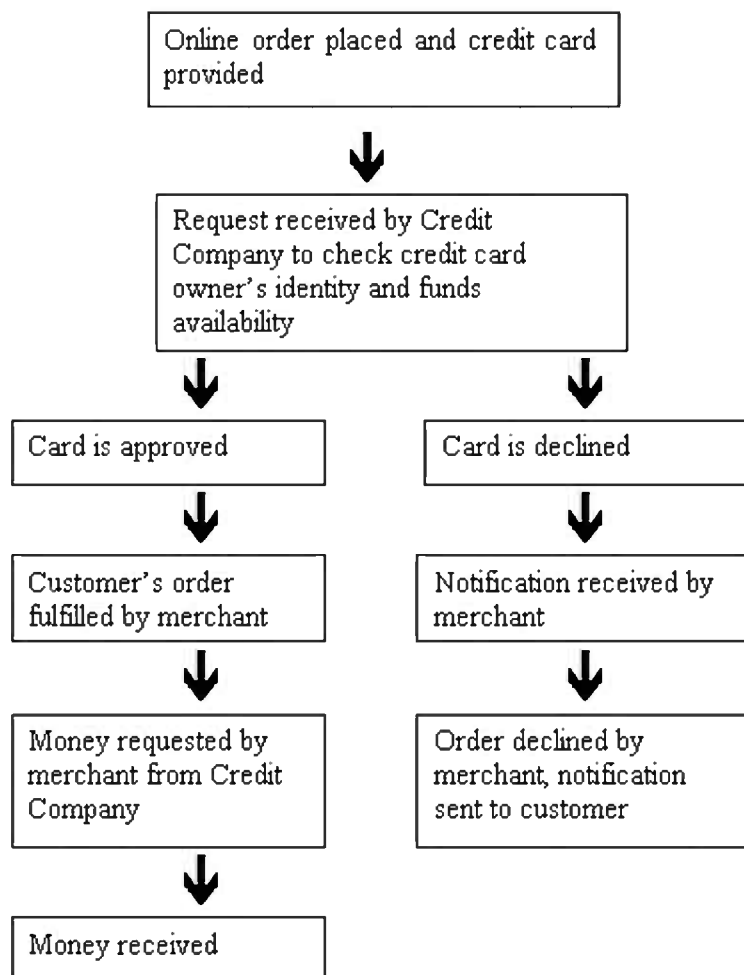 Online order placed and credit card
provided
Request received by Credit
Company to check credit card
owner's identity and funds
availability
Card is approved
Card is declined
Customer's order
fulfilled by merchant
Notification received by
merchant
Money requested by
merchant from Credit
Company
Order declined by
merchant, notification
sent to customer
Money received